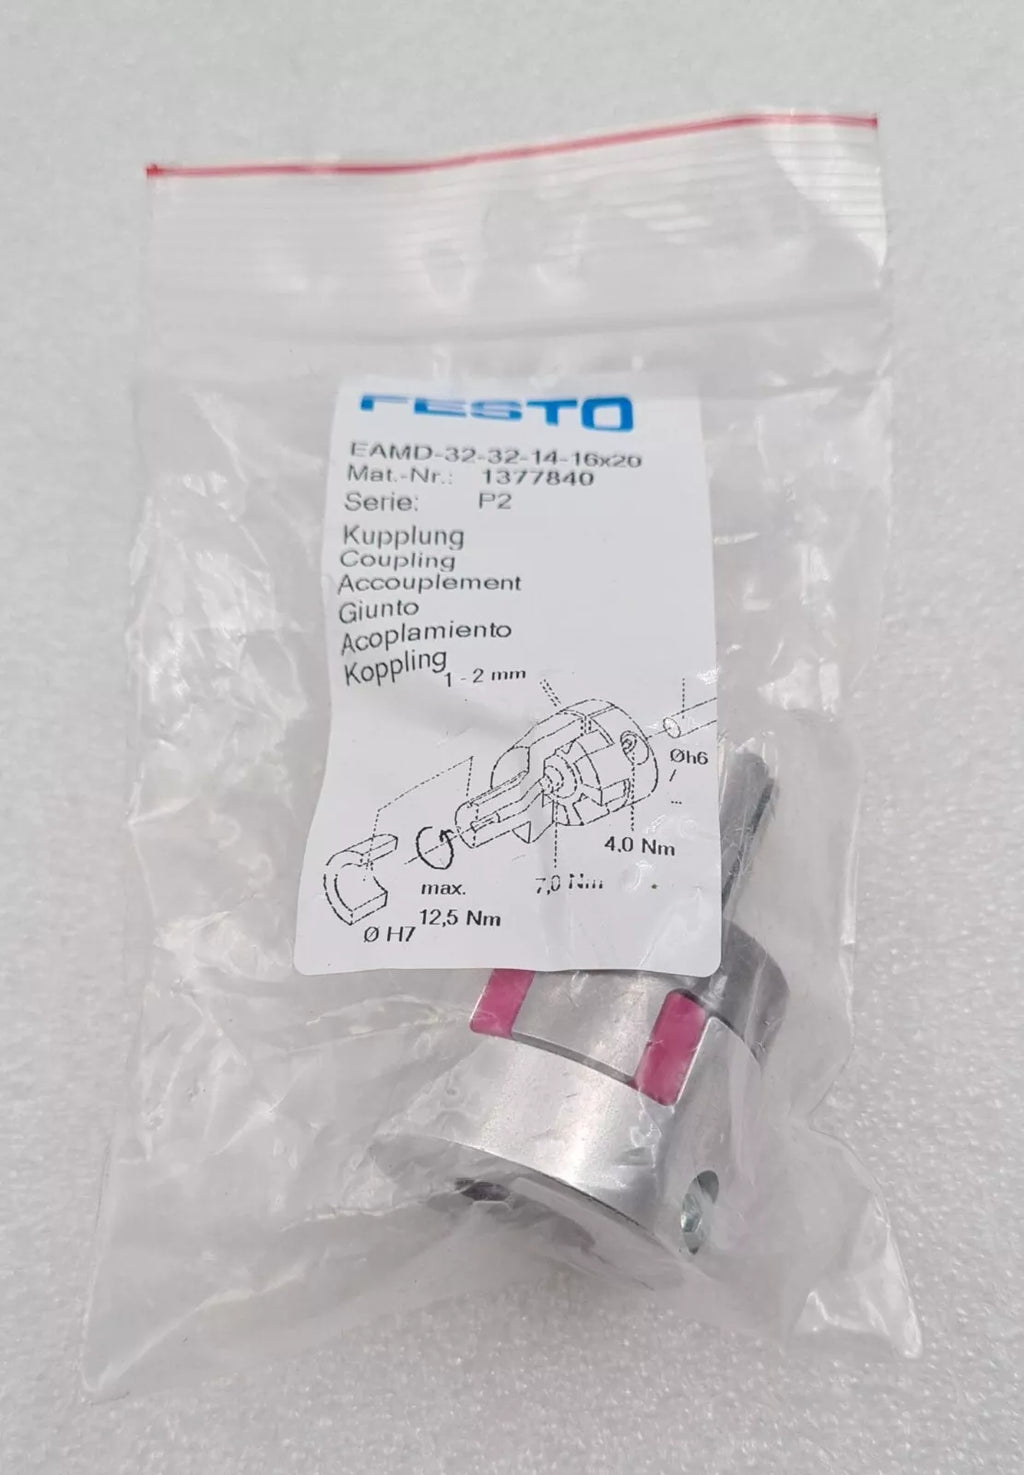 FESTO
EAMD-32-32-14-16x20
Mat.-Nr.: 1377840
Serie: P2
Kupplung
Coupling
Accouplement
Giunto
Acoplamiento
Koppling
1 - 2 mm
Øh6
4,0 Nm
7,0 Nm
max.
12,5 Nm
Ø H7